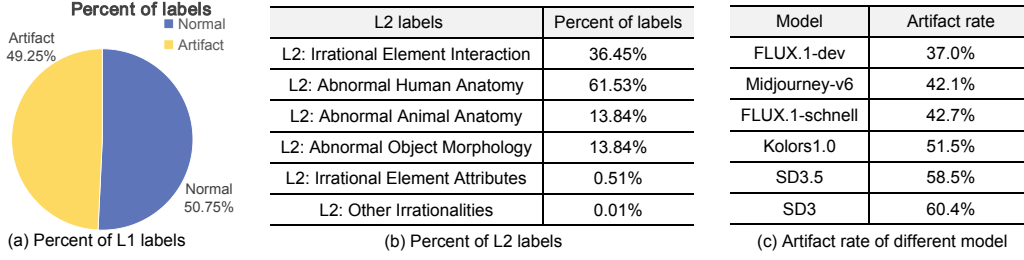 Percent of labels
Normal
Artifact
Artifact
49.25%
Normal
50.75%
(a) Percent of L1 labels
L2 labels Percent of labels
L2: Irrational Element Interaction 36.45%
L2: Abnormal Human Anatomy 61.53%
L2: Abnormal Animal Anatomy 13.84%
L2: Abnormal Object Morphology 13.84%
L2: Irrational Element Attributes 0.51%
L2: Other Irrationalities 0.01%
(b) Percent of L2 labels
Model Artifact rate
FLUX.1-dev 37.0%
Midjourney-v6 42.1%
FLUX.1-schnell 42.7%
Kolors1.0 51.5%
SD3.5 58.5%
SD3 60.4%
(c) Artifact rate of different model